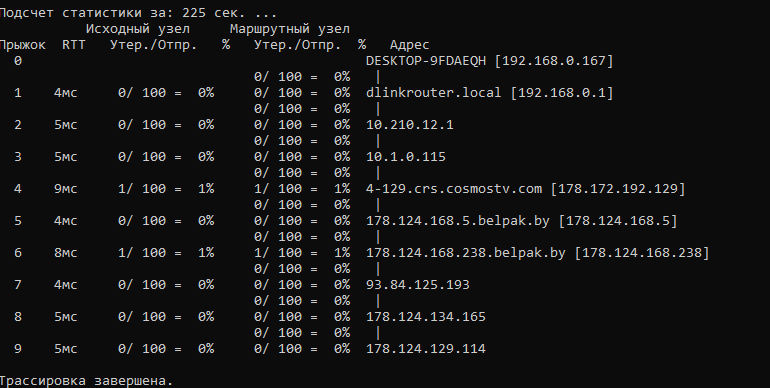 Подсчет статистики за: 225 сек. ...
Исходный узел Маршрутный узел
Прыжок RTT Утер./Отпр. % Утер./Отпр. % Адрес
0 DESKTOP-9FDAEQH [192.168.0.167]
0/ 100 = 0% |
1 4мс 0/ 100 = 0% 0/ 100 = 0% dlinkrouter.local [192.168.0.1]
0/ 100 = 0% |
2 5мс 0/ 100 = 0% 0/ 100 = 0% 10.210.12.1
0/ 100 = 0% |
3 5мс 0/ 100 = 0% 0/ 100 = 0% 10.1.0.115
0/ 100 = 0% |
4 9мс 1/ 100 = 1% 1/ 100 = 1% 4-129.crs.cosmostv.com [178.172.192.129]
0/ 100 = 0% |
5 4мс 0/ 100 = 0% 0/ 100 = 0% 178.124.168.5.belpak.by [178.124.168.5]
0/ 100 = 0% |
6 8мс 1/ 100 = 1% 1/ 100 = 1% 178.124.168.238.belpak.by [178.124.168.238]
0/ 100 = 0% |
7 4мс 0/ 100 = 0% 0/ 100 = 0% 93.84.125.193
0/ 100 = 0% |
8 5мс 0/ 100 = 0% 0/ 100 = 0% 178.124.134.165
0/ 100 = 0% |
9 5мс 0/ 100 = 0% 0/ 100 = 0% 178.124.129.114
Трассировка завершена.